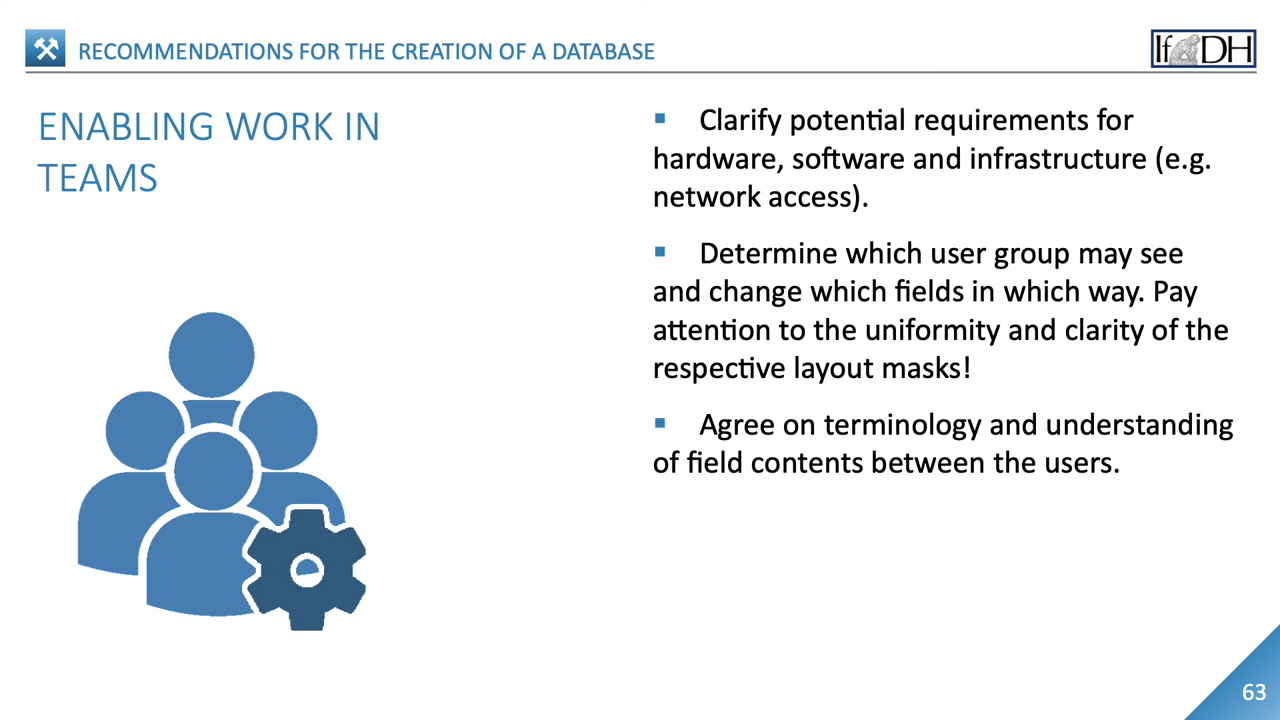 RECOMMENDATIONS FOR THE CREATION OF A DATABASE
IfDH
ENABLING WORK IN
TEAMS
▪ Clarify potential requirements for
hardware, software and infrastructure (e.g.
network access).
▪ Determine which user group may see
and change which fields in which way. Pay
attention to the uniformity and clarity of the
respective layout masks!
▪ Agree on terminology and understanding
of field contents between the users.
63